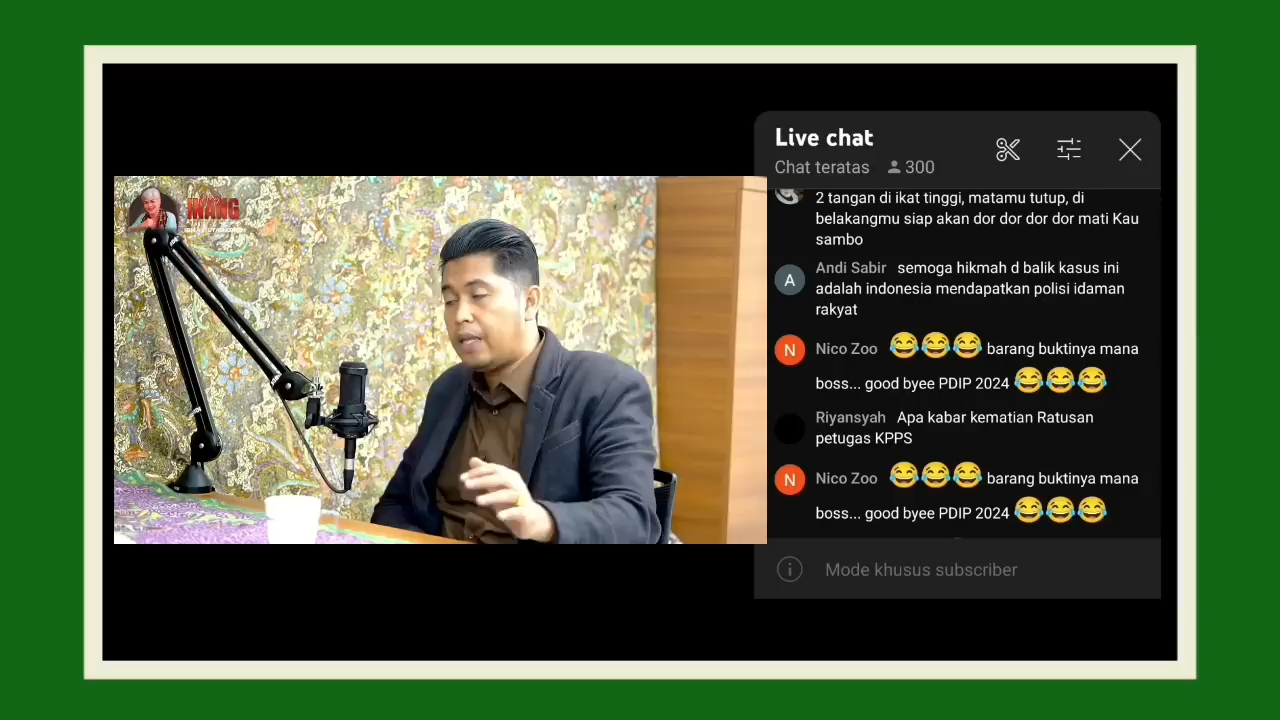 MANG
Live chat
Chat teratas 300
2 tangan di ikat tinggi, matamu tutup, di
belakangmu siap akan dor dor dor dor mati Kau
sambo
A Andi Sabir semoga hikmah d balik kasus ini
adalah indonesia mendapatkan polisi idaman
rakyat
N Nico Zoo 😂😂😂 barang buktinya mana
boss... good byee PDIP 2024 😂😂😂
Riyansyah Apa kabar kematian Ratusan
petugas KPPS
N Nico Zoo 😂😂😂 barang buktinya mana
boss... good byee PDIP 2024 😂😂😂
Mode khusus subscriber